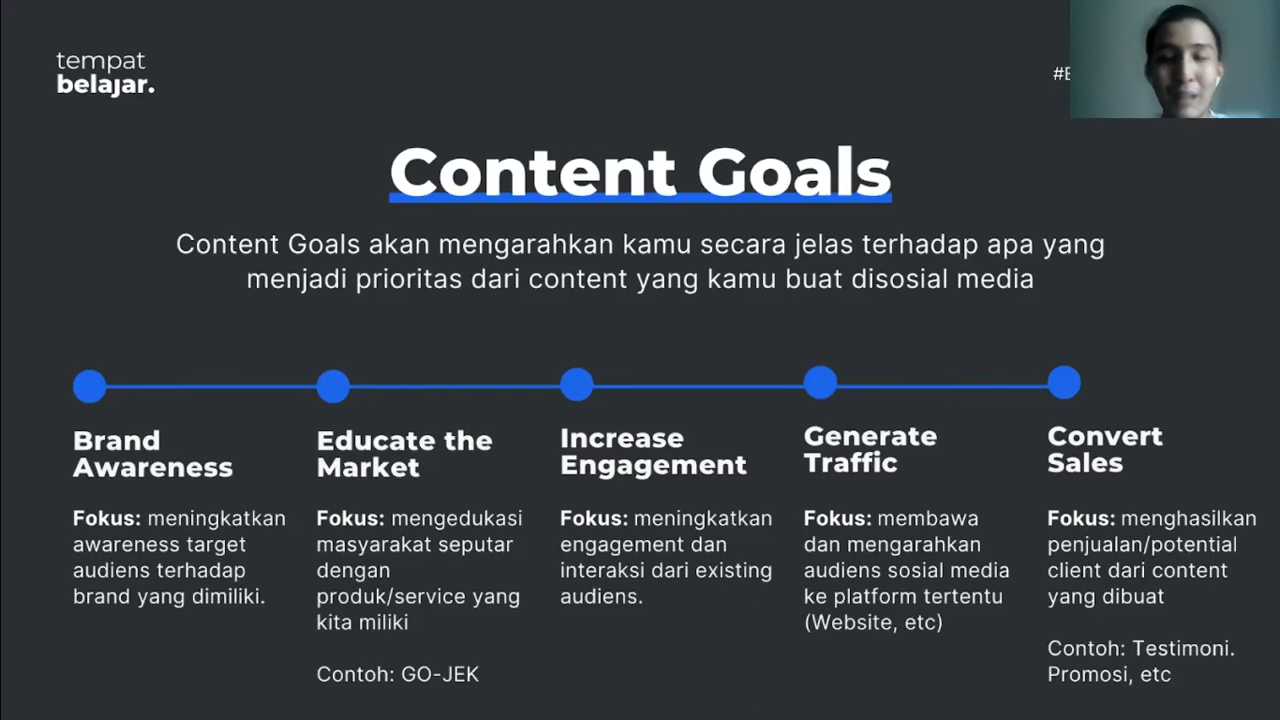 tempat
belajar.
Content Goals
Content Goals akan mengarahkan kamu secara jelas terhadap apa yang
menjadi prioritas dari content yang kamu buat disosial media
Brand
Awareness
Fokus: meningkatkan
awareness target
audiens terhadap
brand yang dimiliki.
Educate the
Market
Fokus: mengedukasi
masyarakat seputar
dengan
produk/service yang
kita miliki
Contoh: GO-JEK
Increase
Engagement
Fokus: meningkatkan
engagement dan
interaksi dari existing
audiens.
Generate
Traffic
Fokus: membawa
dan mengarahkan
audiens sosial media
ke platform tertentu
(Website, etc)
Convert
Sales
Fokus: menghasilkan
penjualan/potential
client dari content
yang dibuat
Contoh: Testimoni.
Promosi, etc